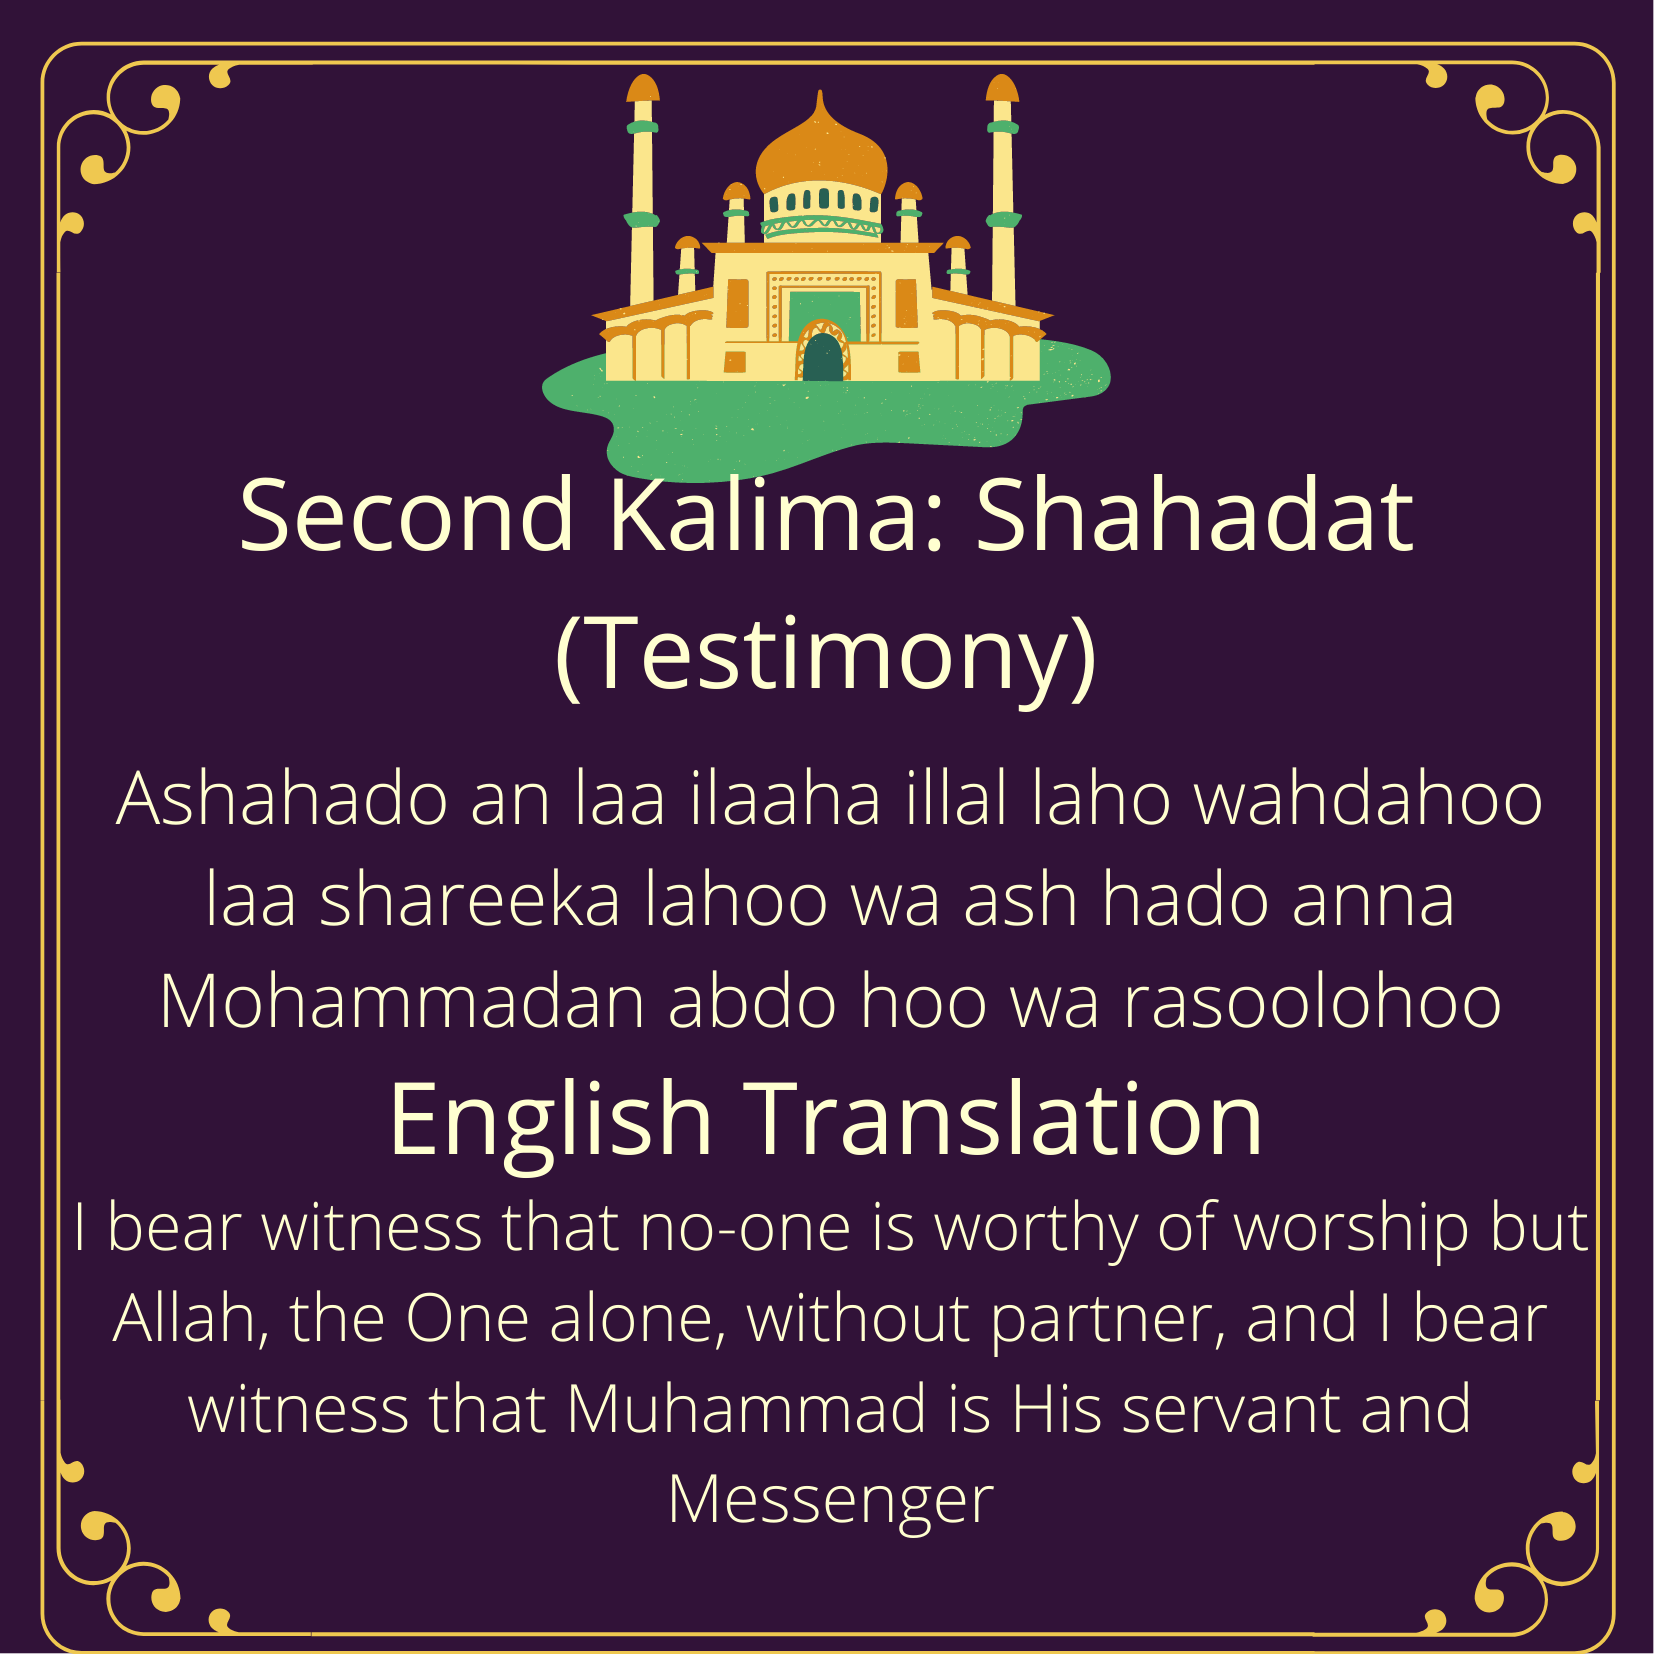 Second Kalima: Shahadat
(Testimony)
Ashahado an laa ilaaha illal laho wahdahoo
laa shareeka lahoo wa ash hado anna
Mohammadan abdo hoo wa rasoolohoo
English Translation
I bear witness that no-one is worthy of worship but
Allah, the One alone, without partner, and I bear
witness that Muhammad is His servant and
Messenger